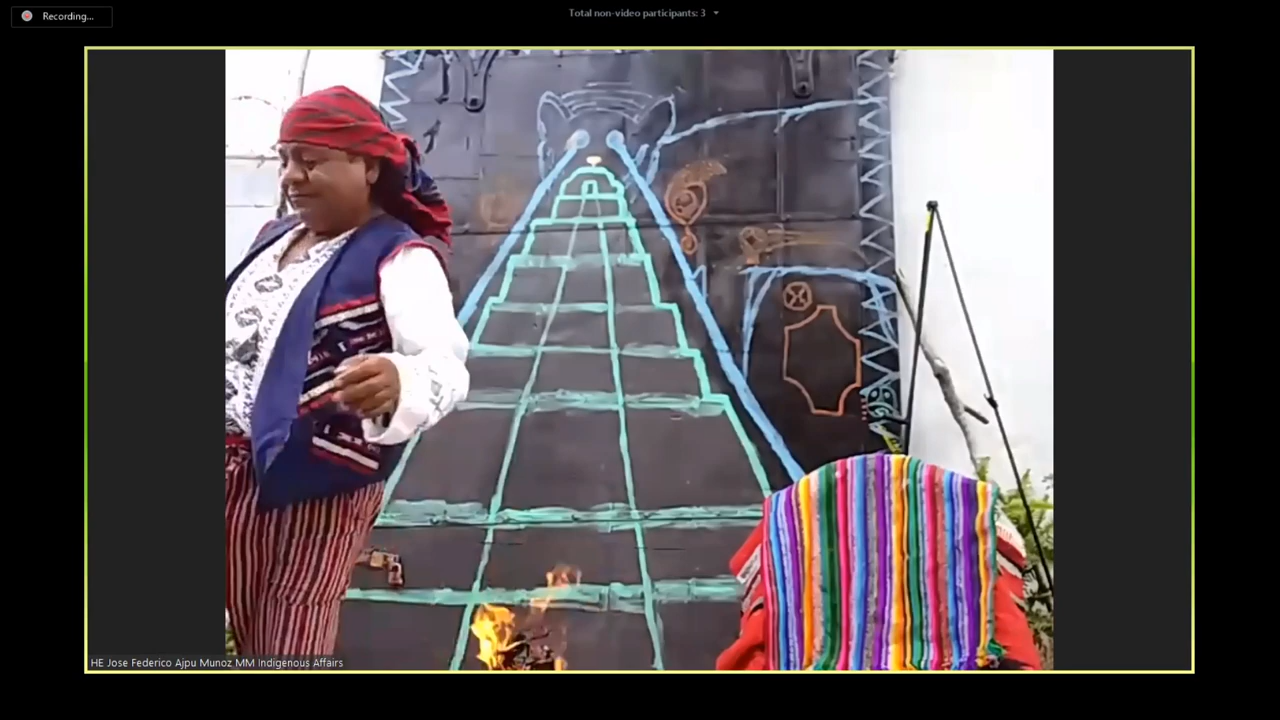 Recording...
Total non-video participants: 3
HE Jose Federico Ajpu Munoz MM Indigenous Affairs